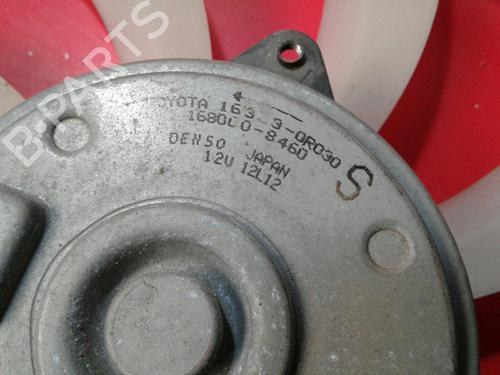 B-PARTS
TOYOTA 163 3-0R030
168000-8460
DENSO JAPAN
12V 12L12
S